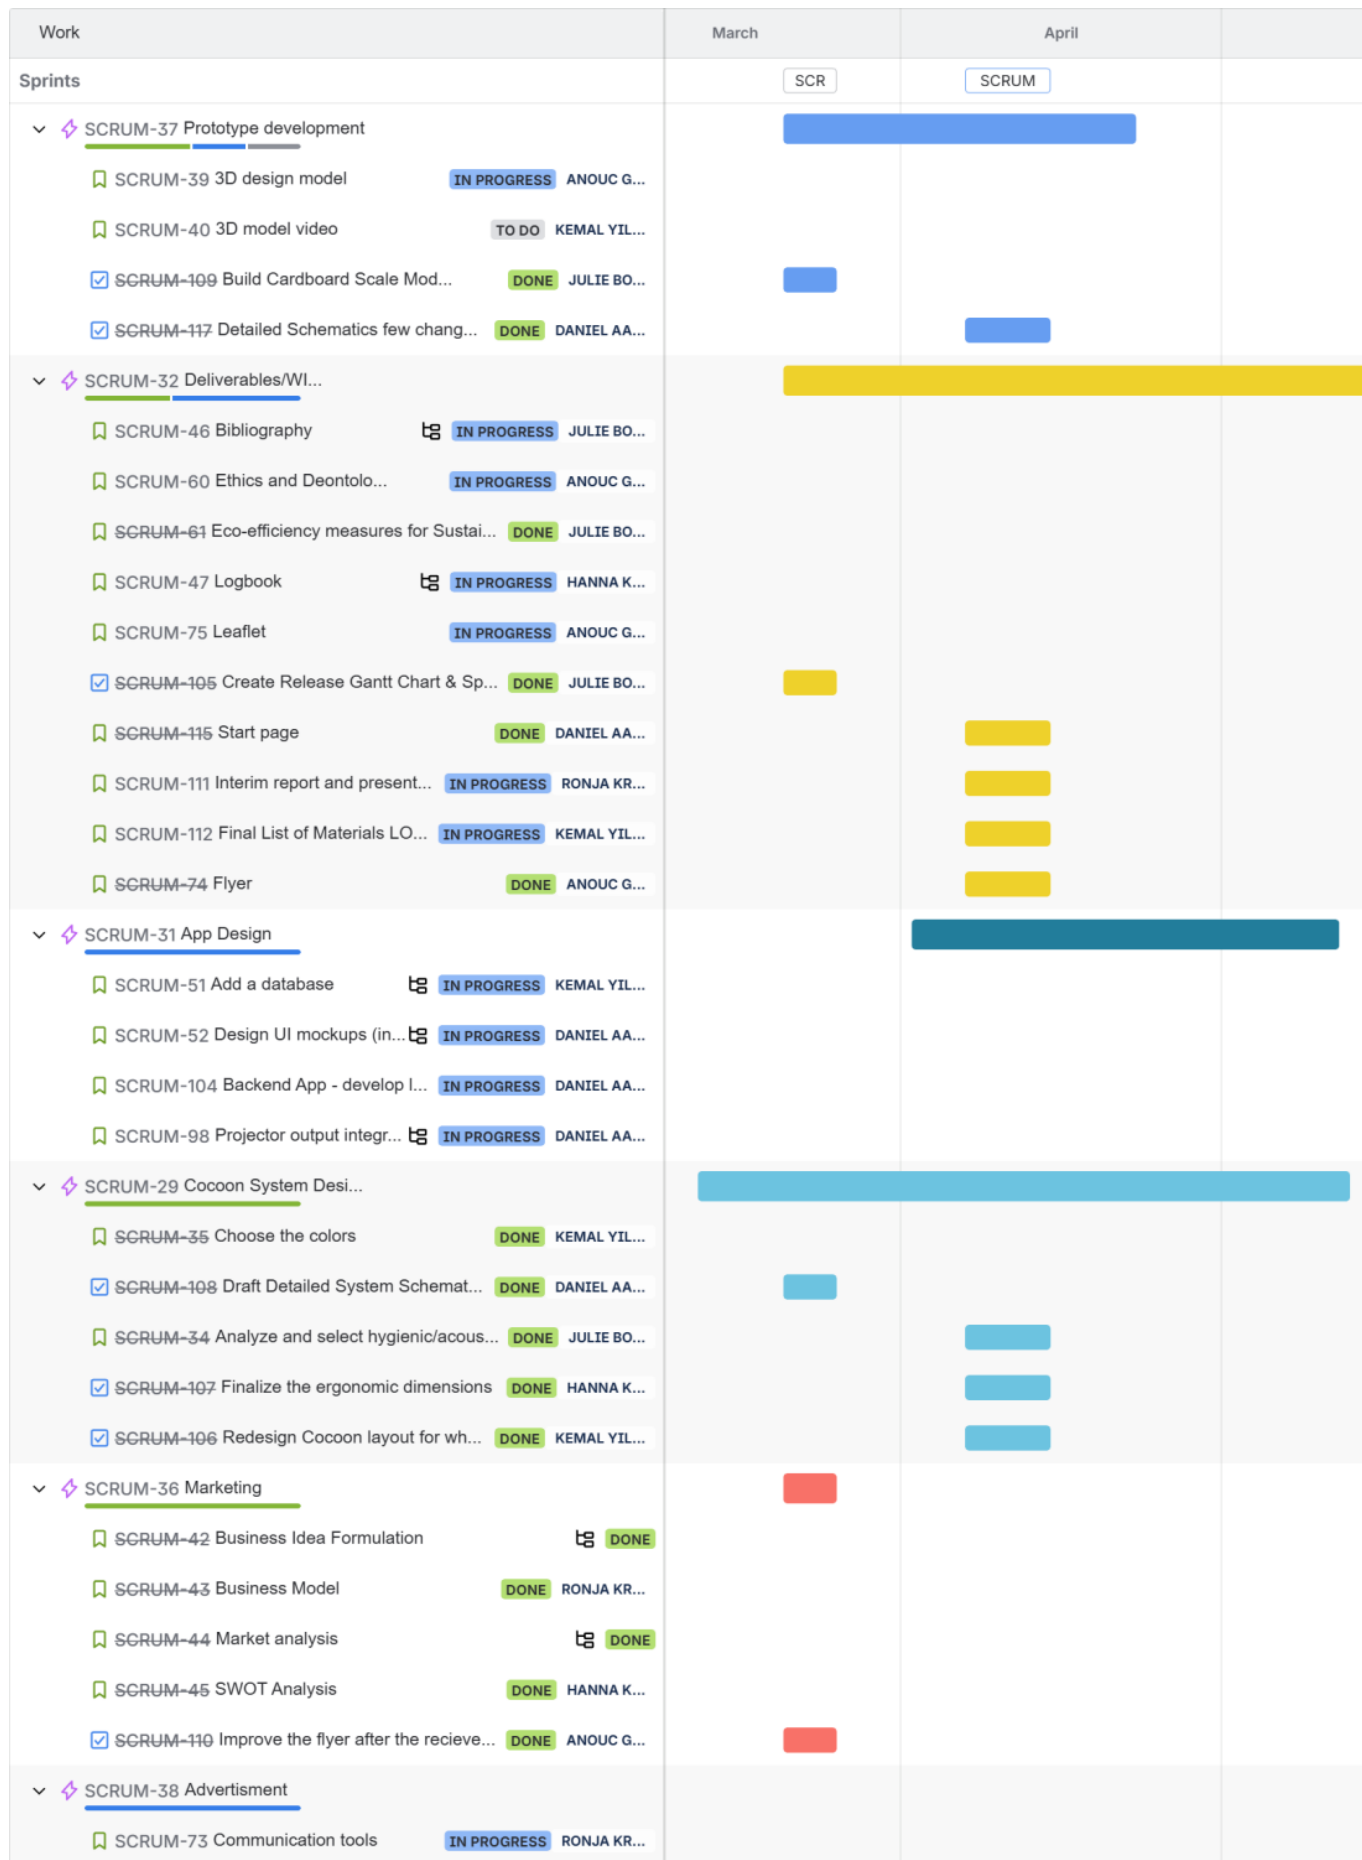 Work March April
Sprints SCR SCRUM
SCRUM-37 Prototype development
SCRUM-39 3D design model IN PROGRESS ANOUC G...
SCRUM-40 3D model video TO DO KEMAL YIL...
SCRUM-109 Build Cardboard Scale Mod... DONE JULIE BO...
SCRUM-117 Detailed Schematics few chang... DONE DANIEL AA...
SCRUM-32 Deliverables/WI...
SCRUM-46 Bibliography IN PROGRESS JULIE BO...
SCRUM-60 Ethics and Deontolo... IN PROGRESS ANOUC G...
SCRUM-61 Eco-efficiency measures for Sustai... DONE JULIE BO...
SCRUM-47 Logbook IN PROGRESS HANNA K...
SCRUM-75 Leaflet IN PROGRESS ANOUC G...
SCRUM-105 Create Release Gantt Chart & Sp... DONE JULIE BO...
SCRUM-115 Start page DONE DANIEL AA...
SCRUM-111 Interim report and present... IN PROGRESS RONJA KR...
SCRUM-112 Final List of Materials LO... IN PROGRESS KEMAL YIL...
SCRUM-74 Flyer DONE ANOUC G...
SCRUM-31 App Design
SCRUM-51 Add a database IN PROGRESS KEMAL YIL...
SCRUM-52 Design UI mockups (in... IN PROGRESS DANIEL AA...
SCRUM-104 Backend App - develop l... IN PROGRESS DANIEL AA...
SCRUM-98 Projector output integr... IN PROGRESS DANIEL AA...
SCRUM-29 Cocoon System Desi...
SCRUM-35 Choose the colors DONE KEMAL YIL...
SCRUM-108 Draft Detailed System Schemat... DONE DANIEL AA...
SCRUM-34 Analyze and select hygienic/acous... DONE JULIE BO...
SCRUM-107 Finalize the ergonomic dimensions DONE HANNA K...
SCRUM-106 Redesign Cocoon layout for wh... DONE KEMAL YIL...
SCRUM-36 Marketing
SCRUM-42 Business Idea Formulation DONE
SCRUM-43 Business Model DONE RONJA KR...
SCRUM-44 Market analysis DONE
SCRUM-45 SWOT Analysis DONE HANNA K...
SCRUM-110 Improve the flyer after the recieve... DONE ANOUC G...
SCRUM-38 Advertisment
SCRUM-73 Communication tools IN PROGRESS RONJA KR...